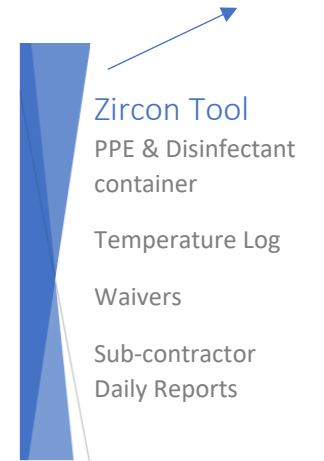 Zircon Tool
PPE & Disinfectant
container
Temperature Log
Waivers
Sub-contractor
Daily Reports